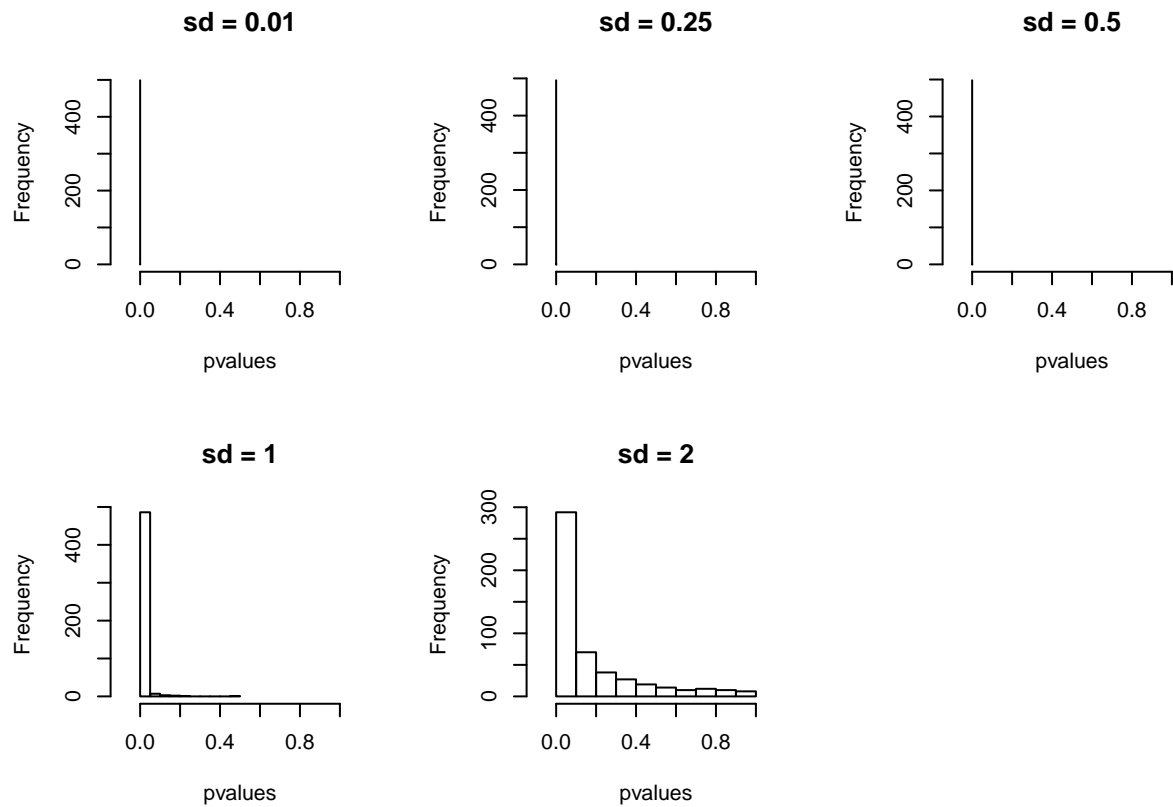 sd = 0.01
Frequency
400
200
0
0.0 0.4 0.8
pvalues
sd = 0.25
Frequency
400
200
0
0.0 0.4 0.8
pvalues
sd = 0.5
Frequency
400
200
0
0.0 0.4 0.8
pvalues
sd = 1
Frequency
400
200
0
0.0 0.4 0.8
pvalues
sd = 2
Frequency
300
100
0
0.0 0.4 0.8
pvalues